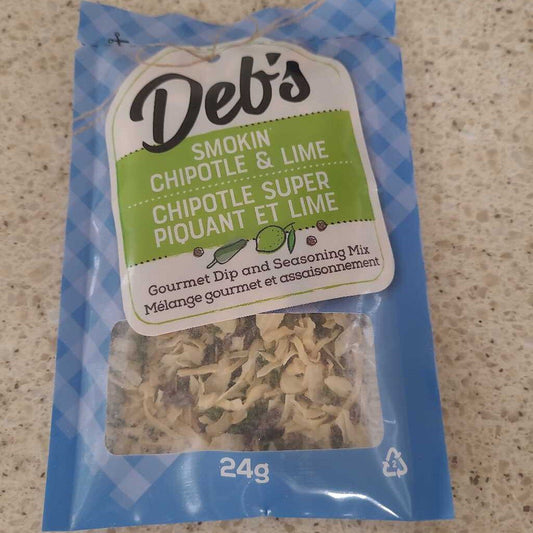 Deb's
SMOKIN'
CHIPOTLE & LIME
CHIPOTLE SUPER
PIQUANT ET LIME
Gourmet Dip and Seasoning Mix
Mélange gourmet et assaisonnement
24g